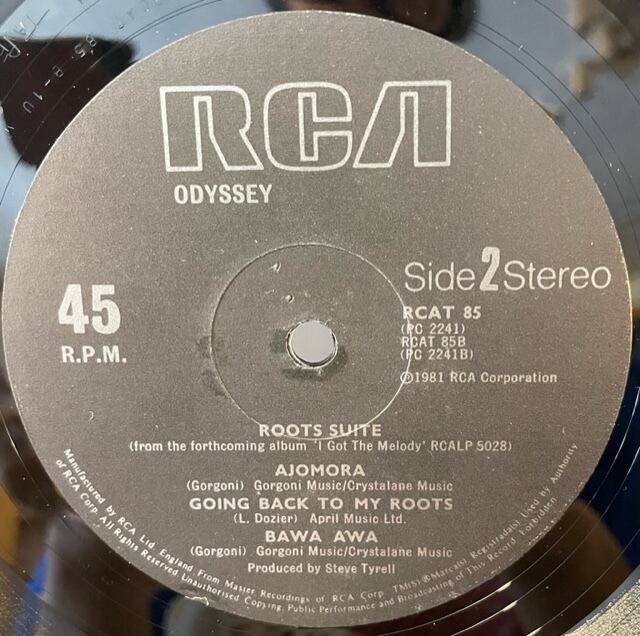 RCA
ODYSSEY
45
R.P.M.
Side 2 Stereo
RCAT 85
(PC 2241)
RCAT 85B
(PC 2241B)
Ⓟ1981 RCA Corporation
ROOTS SUITE
(from the forthcoming album 'I Got The Melody' RCALP 5028)
AJOMORA
(Gorgoni) Gorgoni Music/Crystalane Music
GOING BACK TO MY ROOTS
(L. Dozier) April Music Ltd.
BAWA AWA
(Gorgoni) Gorgoni Music/Crystalane Music
Produced by Steve Tyrell
Manufactured by RCA Ltd. England. From Master Recordings of RCA Corp. TM(S)®Marca(s) Registrada(s) Used by Authority
of RCA Corp. All Rights Reserved Unauthorised Copying, Public Performance and Broadcasting of This Record Forbidden